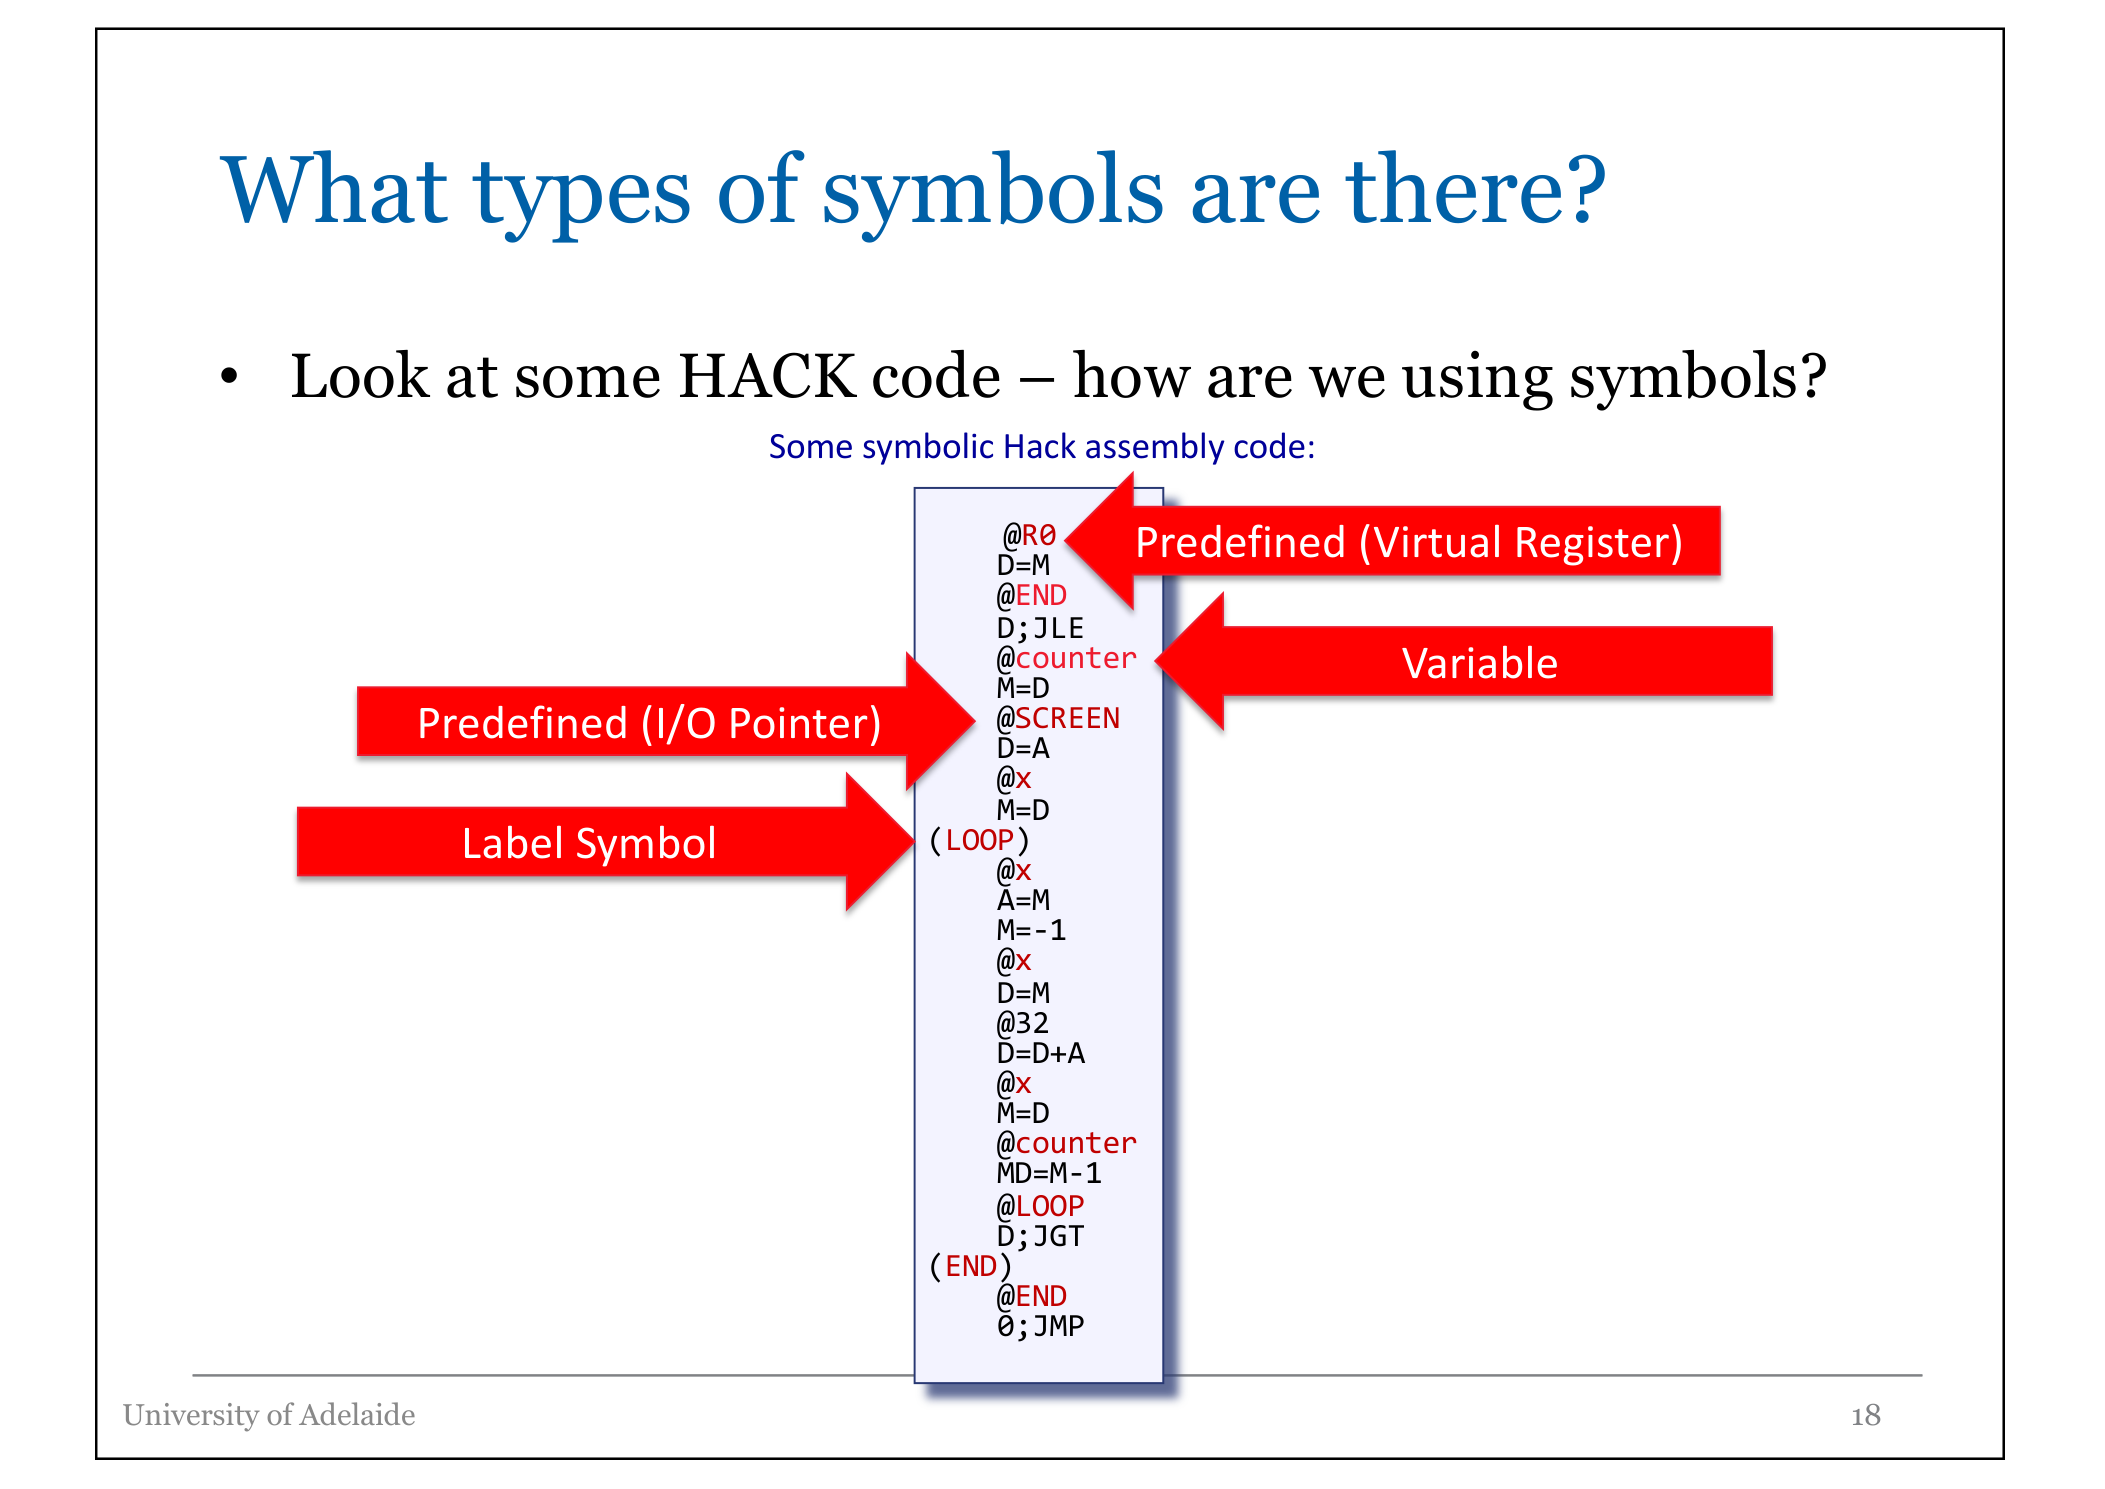 What types of symbols are there?
• Look at some HACK code – how are we using symbols?
Some symbolic Hack assembly code:
@R0
D=M
@END
D;JLE
@counter
M=D
@SCREEN
D=A
@x
M=D
(LOOP)
@x
A=M
M=-1
@x
D=M
@32
D=D+A
@x
M=D
@counter
MD=M-1
@LOOP
D;JGT
(END)
@END
0;JMP
Predefined (Virtual Register)
Variable
Predefined (I/O Pointer)
Label Symbol
University of Adelaide
18